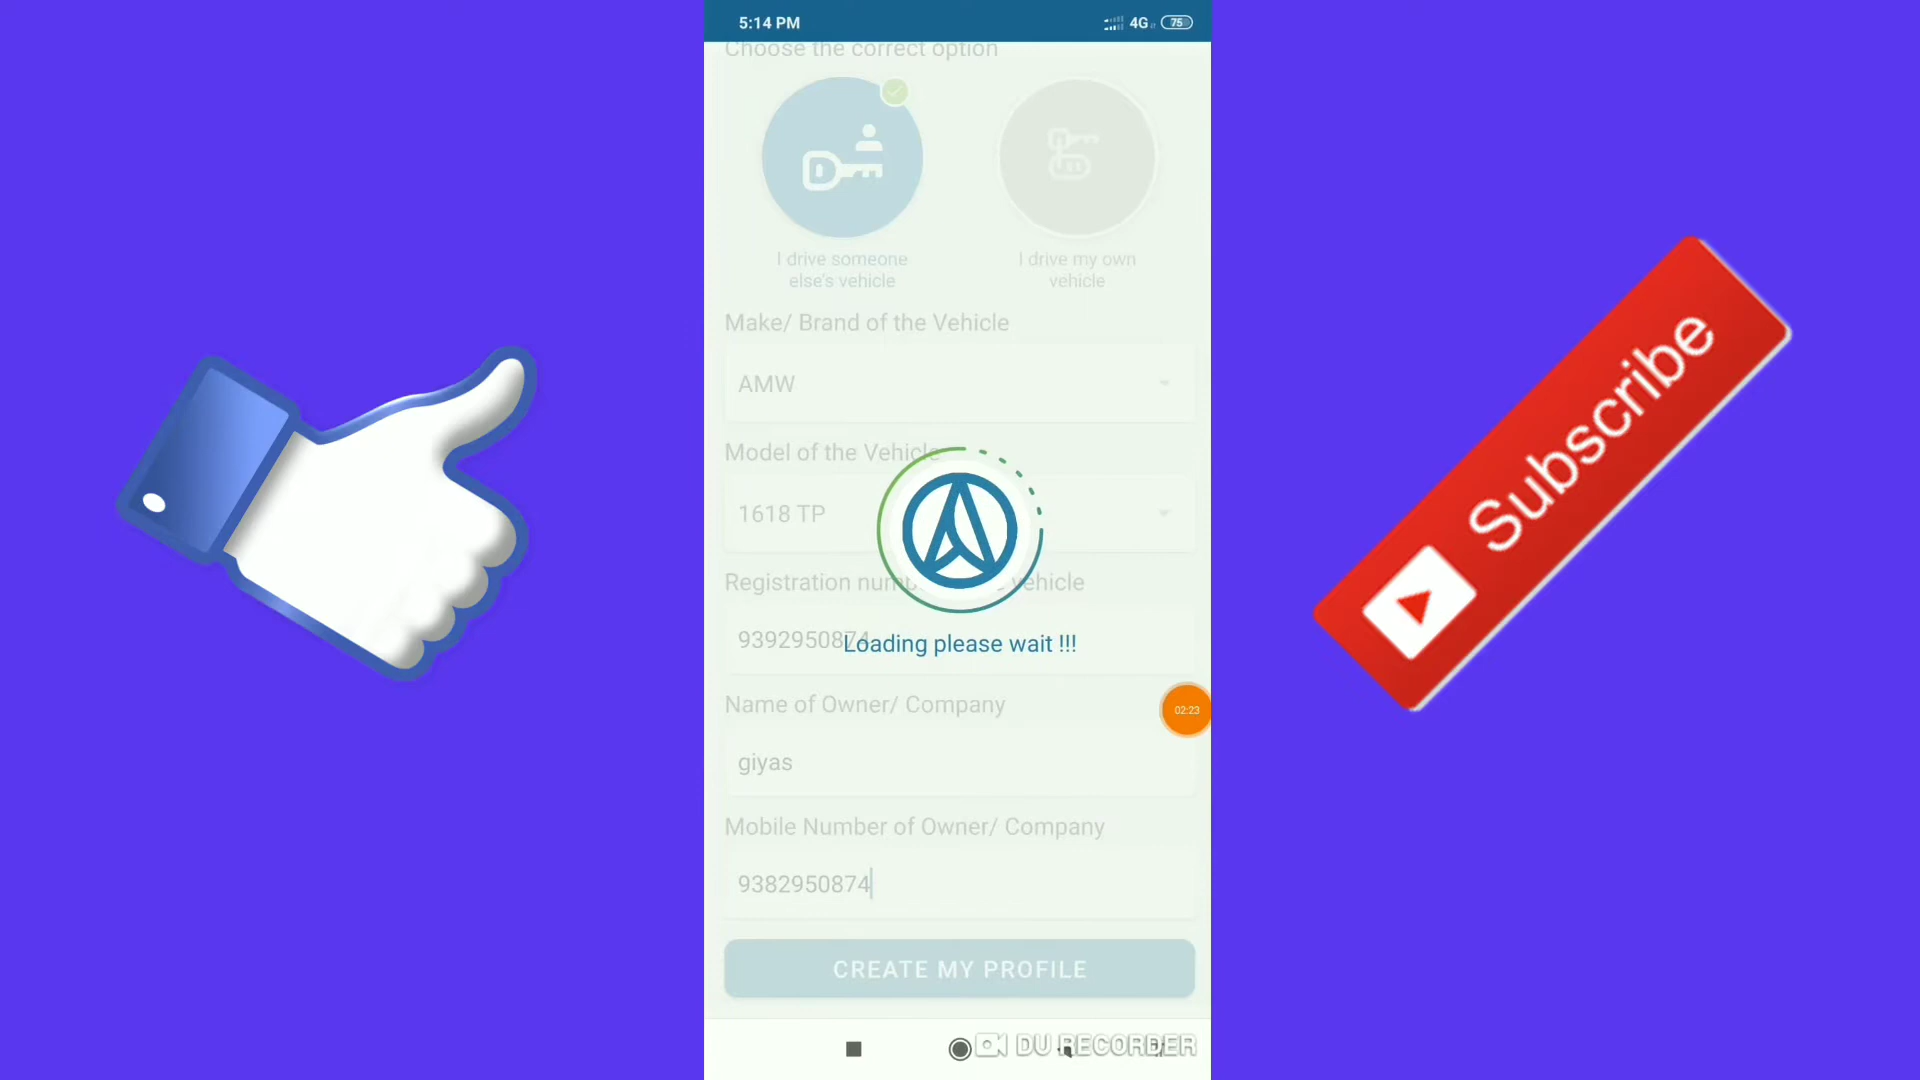 5:14 PM
4G
75
Choose the correct option
I drive someone
else's vehicle
I drive my own
vehicle
Make/ Brand of the Vehicle
AMW
Model of the Vehicle
1618 TP
Registration vehicle
9392950874
Loading please wait !!!
Name of Owner/ Company
02:23
giyas
Mobile Number of Owner/ Company
9382950874
CREATE MY PROFILE
DU RECORDER
Subscribe